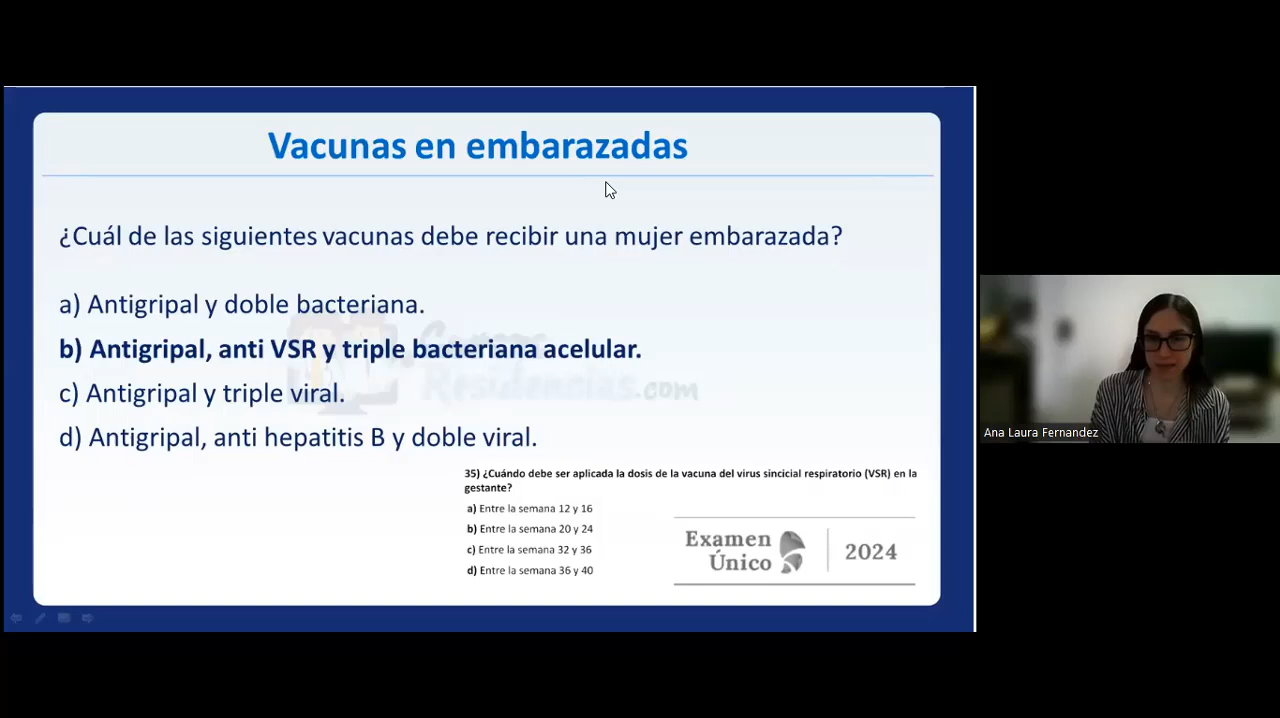 Vacunas en embarazadas
¿Cuál de las siguientes vacunas debe recibir una mujer embarazada?
a) Antigripal y doble bacteriana.
b) Antigripal, anti VSR y triple bacteriana acelular.
c) Antigripal y triple viral.
d) Antigripal, anti hepatitis B y doble viral.
Cursos
Residencias.com
35) ¿Cuándo debe ser aplicada la dosis de la vacuna del virus sincicial respiratorio (VSR) en la
gestante?
a) Entre la semana 12 y 16
b) Entre la semana 20 y 24
c) Entre la semana 32 y 36
d) Entre la semana 36 y 40
Examen
Único
2024
Ana Laura Fernandez